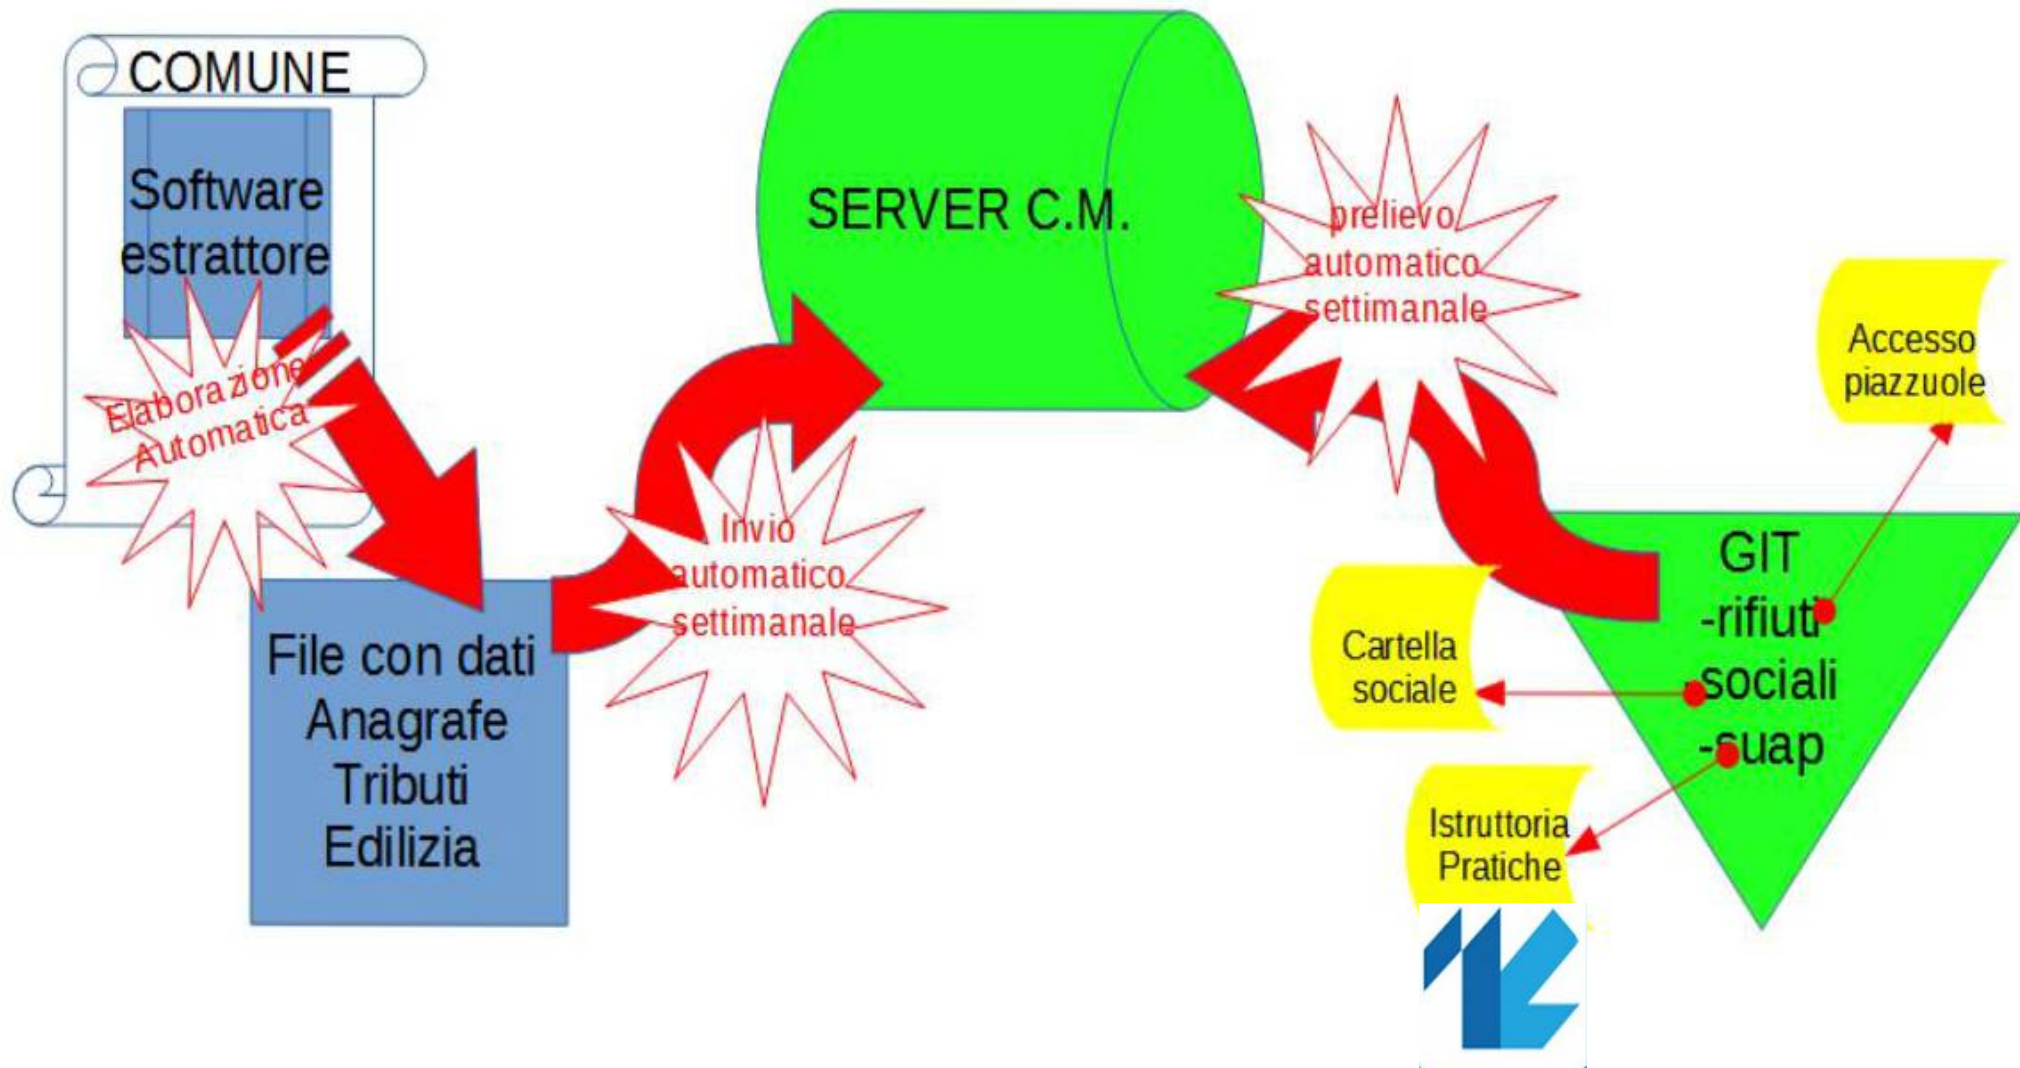 COMUNE
Software
estrattore
Elaborazione
Automatica
File con dati
Anagrafe
Tributi
Edilizia
Invio
automatico
settimanale
SERVER C.M.
prelievo
automatico
settimanale
GIT
-rifiuti
-sociali
-suap
Accesso
piazzuole
Cartella
sociale
Istruttoria
Pratiche